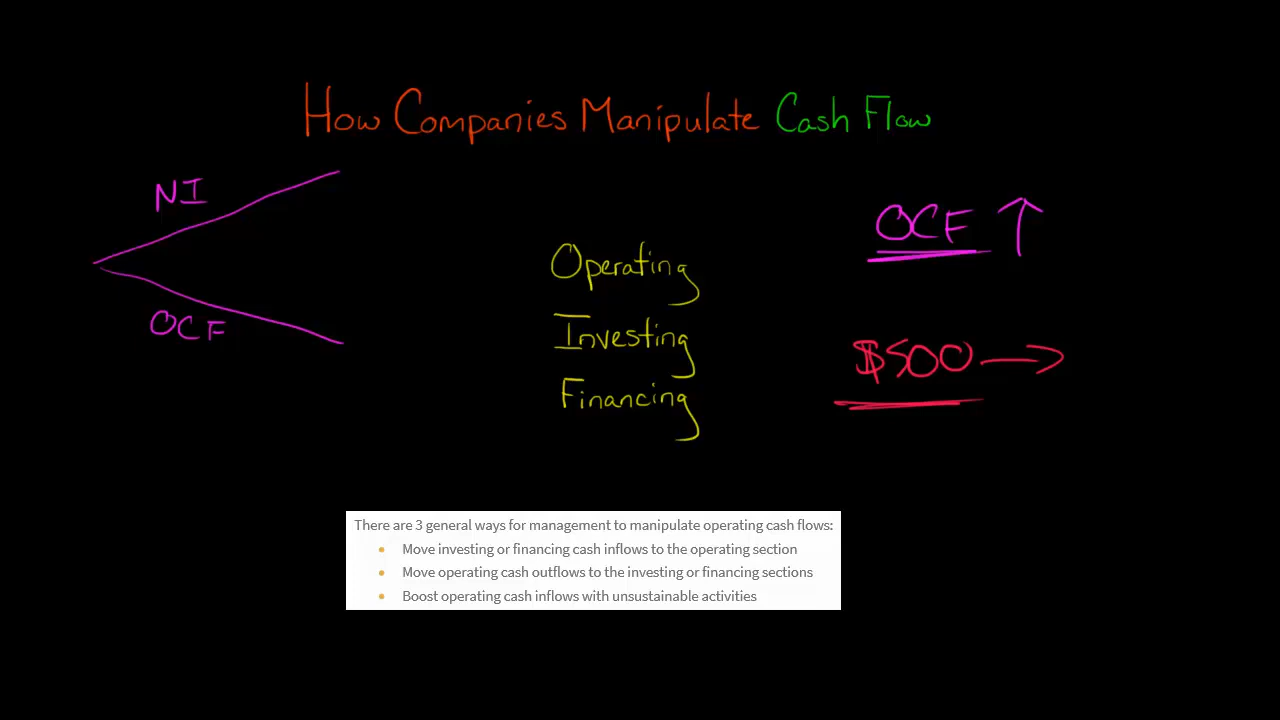 How Companies Manipulate Cash Flow
NI
OCF
Operating
Investing
Financing
OCF ↑
$500 →
There are 3 general ways for management to manipulate operating cash flows:
• Move investing or financing cash inflows to the operating section
• Move operating cash outflows to the investing or financing sections
• Boost operating cash inflows with unsustainable activities